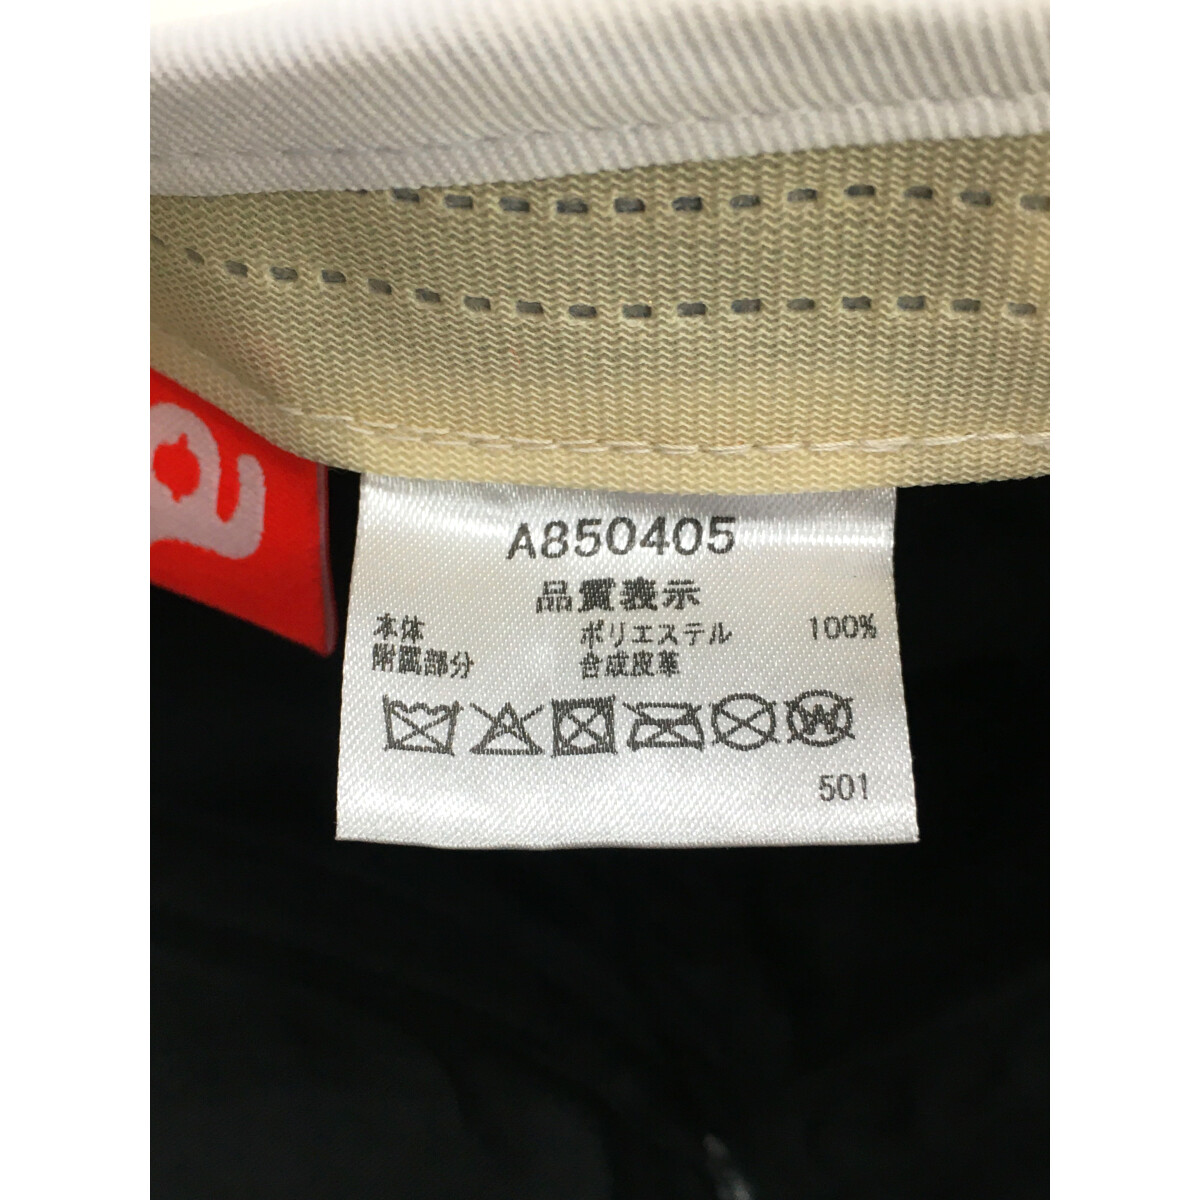 A850405
品質表示
本体 ポリエステル 100%
附属部分 合成皮革
501